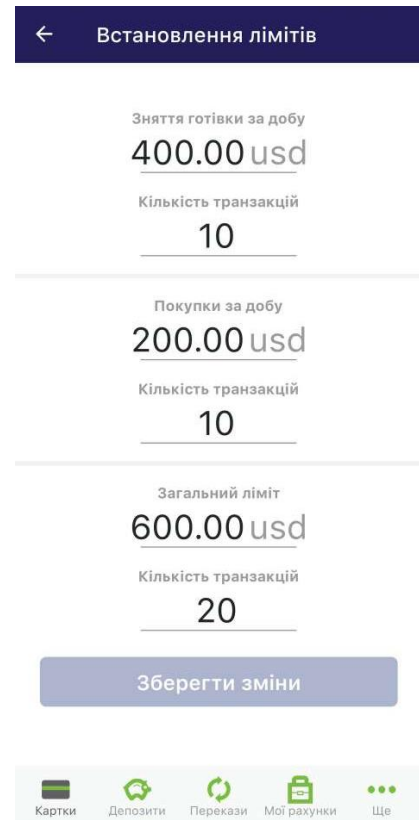 Встановлення лімітів
Зняття готівки за добу
400.00 usd
Кількість транзакцій
10
Покупки за добу
200.00 usd
Кількість транзакцій
10
Загальний ліміт
600.00 usd
Кількість транзакцій
20
Зберегти зміни
Картки Депозити Перекази Мої рахунки Ще